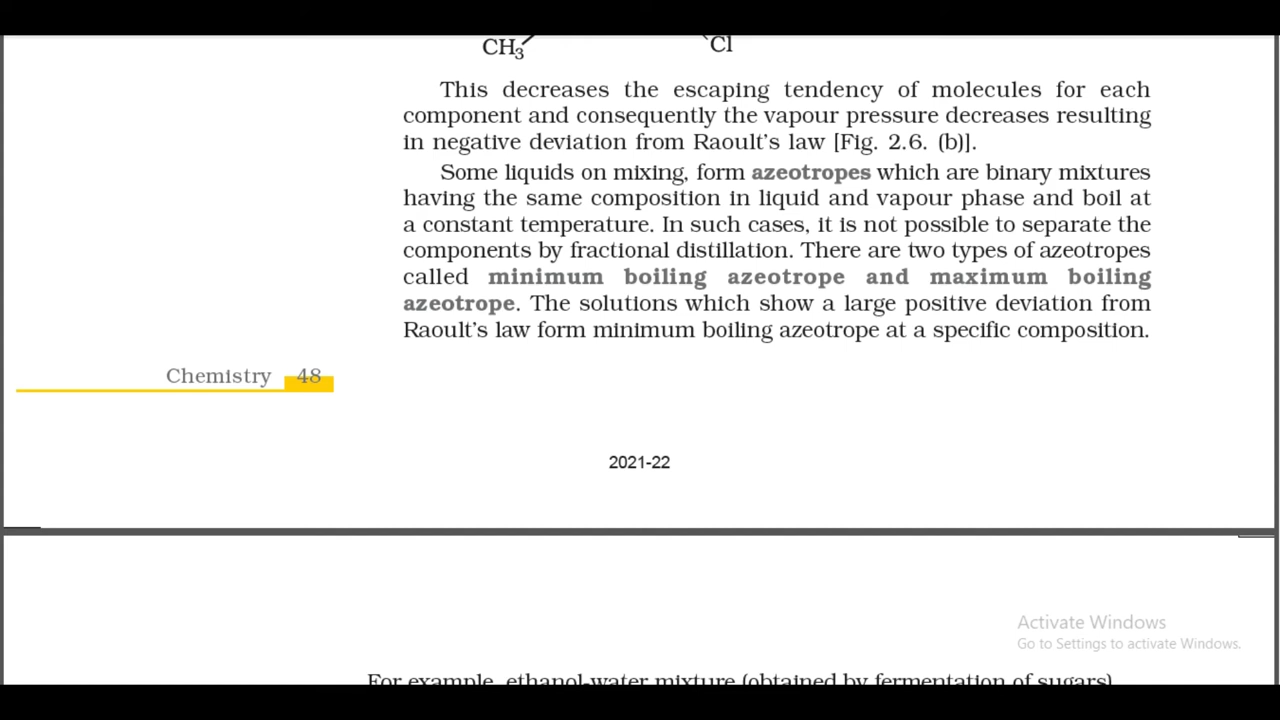 CH3
Cl
This decreases the escaping tendency of molecules for each
component and consequently the vapour pressure decreases resulting
in negative deviation from Raoult's law [Fig. 2.6. (b)].
Some liquids on mixing, form azeotropes which are binary mixtures
having the same composition in liquid and vapour phase and boil at
a constant temperature. In such cases, it is not possible to separate the
components by fractional distillation. There are two types of azeotropes
called minimum boiling azeotrope and maximum boiling
azeotrope. The solutions which show a large positive deviation from
Raoult's law form minimum boiling azeotrope at a specific composition.
Chemistry 48
2021-22
Activate Windows
Go to Settings to activate Windows.
For example, ethanol-water mixture (obtained by fermentation of sugars)